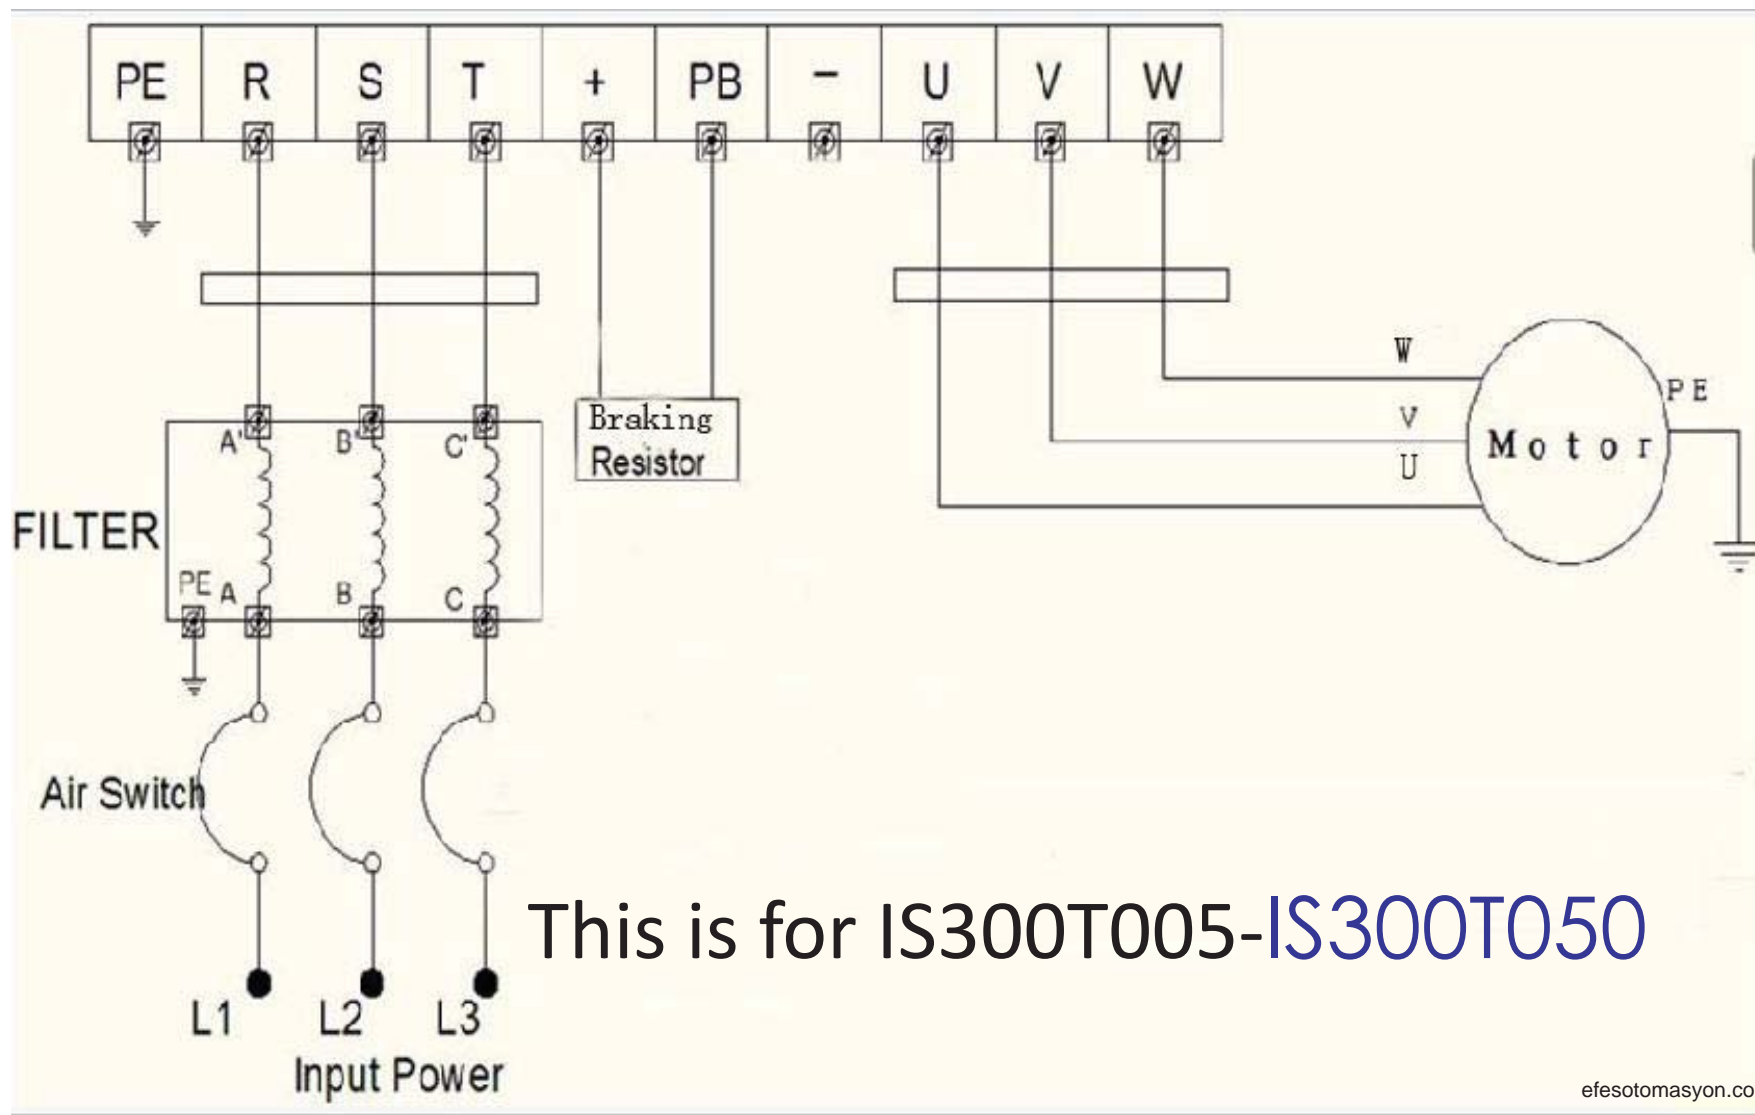 PE R S T + PB − U V W
W
PE
A' B' C'
Braking
V
Motor
Resistor
U
FILTER
PE A B C
Air Switch
This is for IS300T005-IS300T050
L1 L2 L3
Input Power
efesotomasyon.co